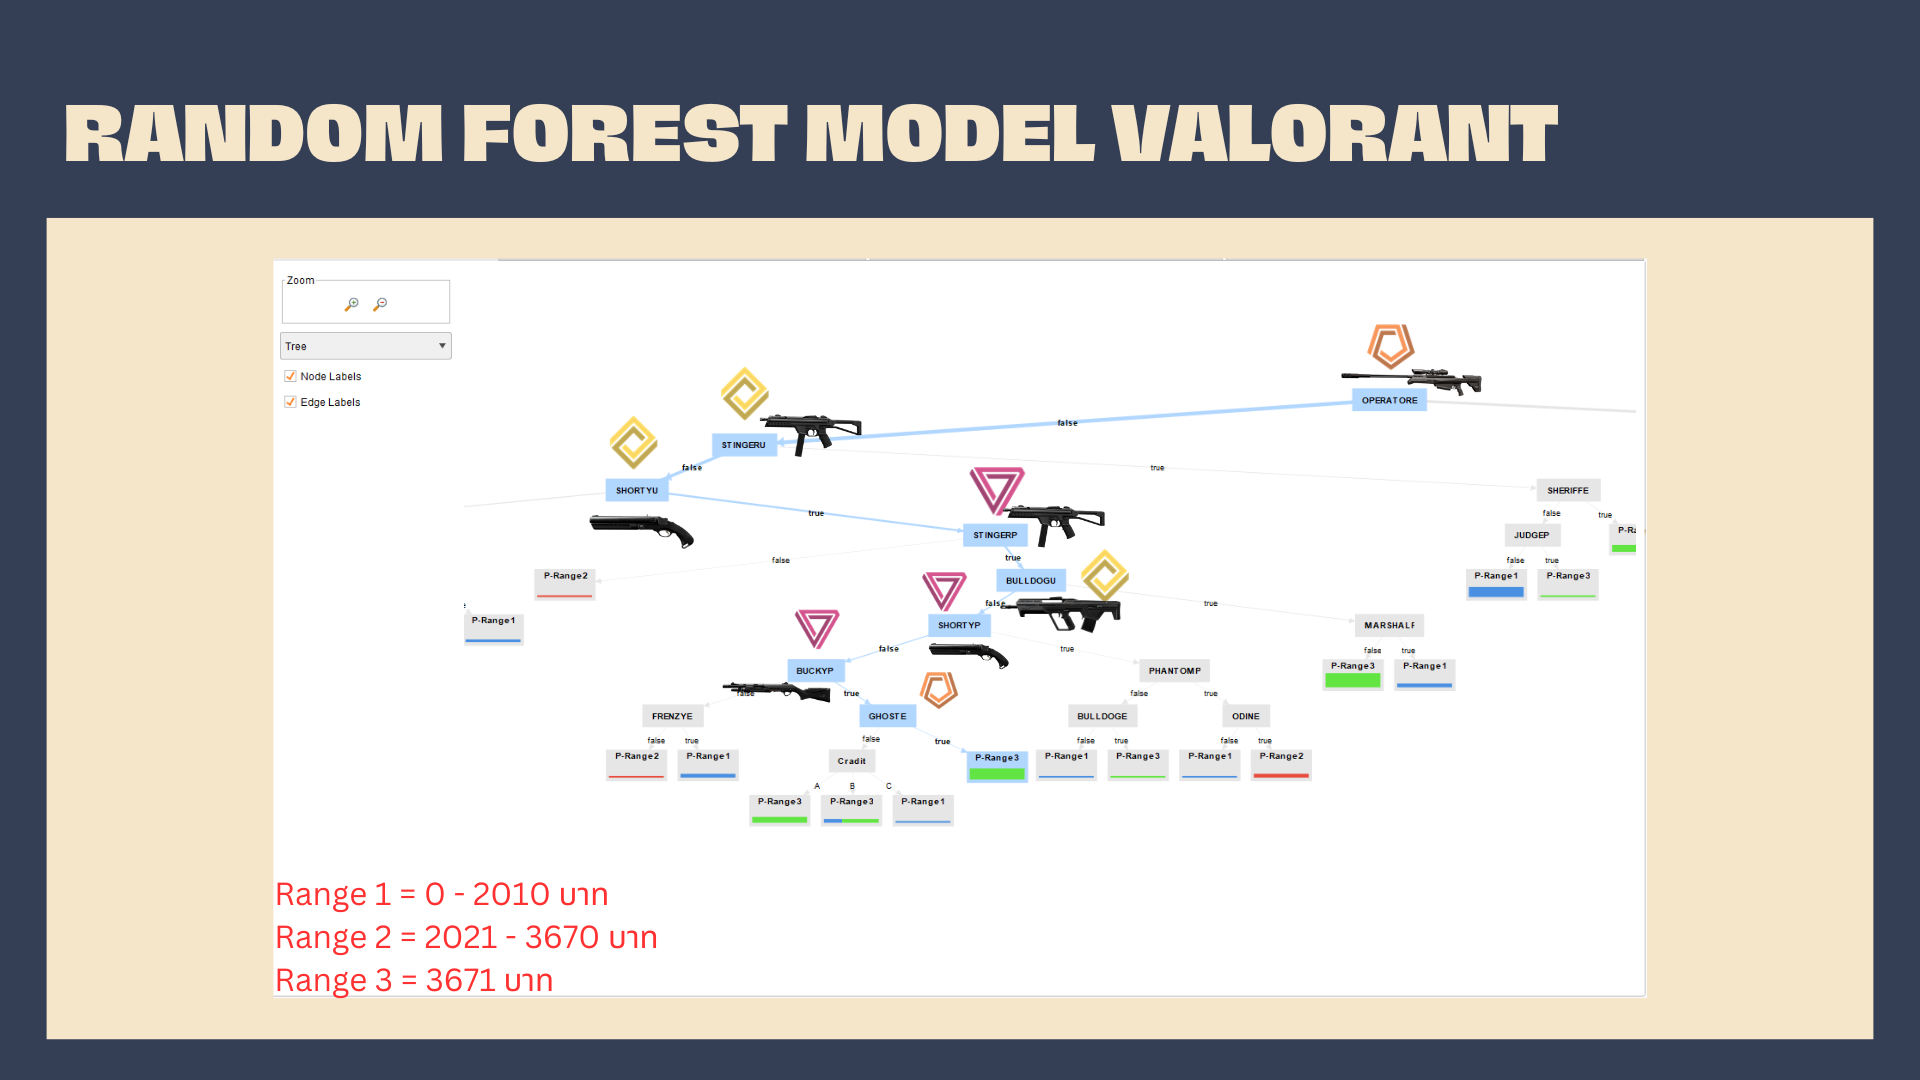 RANDOM FOREST MODEL VALORANT
Zoom
Tree
Node Labels
Edge Labels
OPERATORE
false
STINGERU
false
true
SHORTYU
SHERIFFE
true
false
true
STINGERP
JUDGEP
true
false
false
true
P-Range2
BULLDOGU
P-Range1
P-Range3
false
true
P-Range1
SHORTYP
MARSHALF
false
true
false
true
BUCKYP
PHANTOMP
P-Range3
P-Range1
false
true
false
true
FRENZYE
GHOSTE
BULLDOGE
ODINE
false
true
false
true
false
true
false
true
P-Range2
P-Range1
Cradit
P-Range3
P-Range1
P-Range3
P-Range1
P-Range2
A
B
C
P-Range3
P-Range3
P-Range1
Range 1 = 0 - 2010 บาท
Range 2 = 2021 - 3670 บาท
Range 3 = 3671 บาท